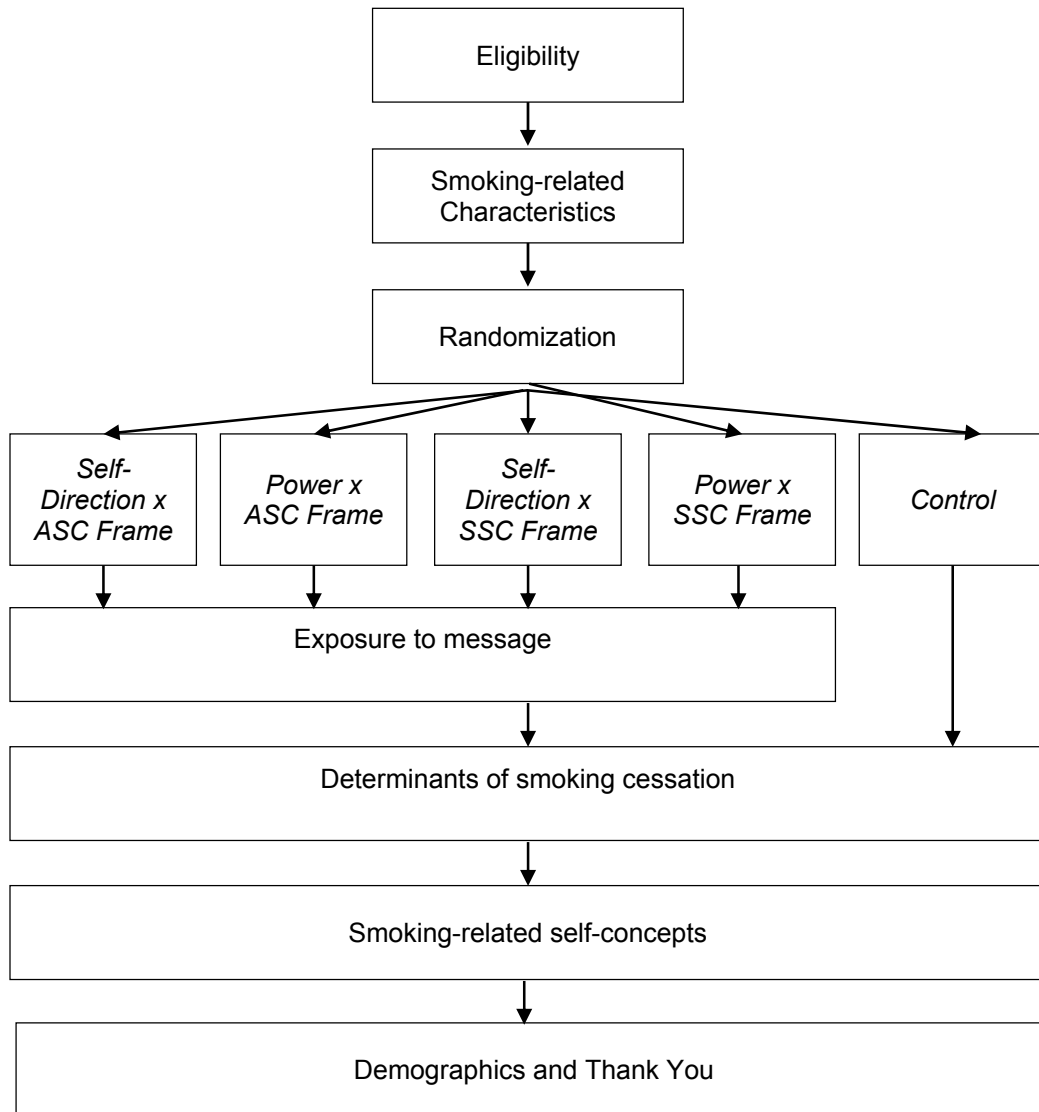 Eligibility
Smoking-related
Characteristics
Randomization
Self-
Direction x
ASC Frame
Power x
ASC Frame
Self-
Direction x
SSC Frame
Power x
SSC Frame
Control
Exposure to message
Determinants of smoking cessation
Smoking-related self-concepts
Demographics and Thank You